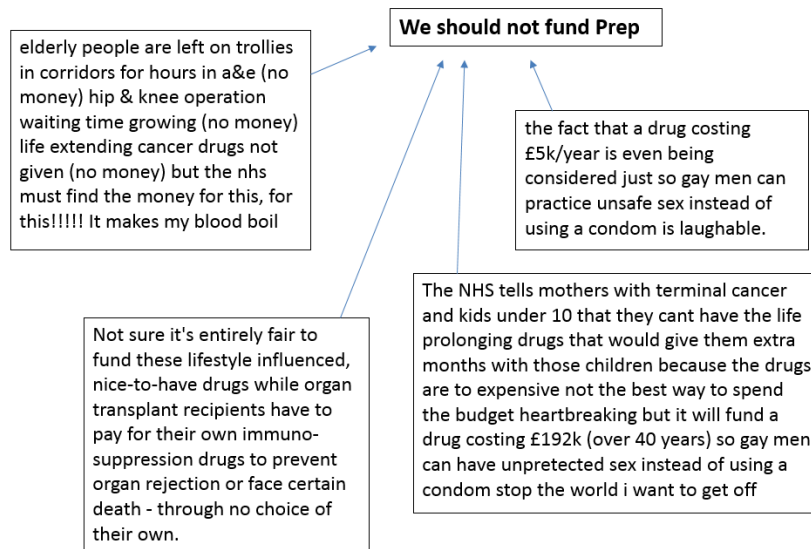 We should not fund Prep
elderly people are left on trollies
in corridors for hours in a&e (no
money) hip & knee operation
waiting time growing (no money)
life extending cancer drugs not
given (no money) but the nhs
must find the money for this, for
this!!!!! It makes my blood boil
the fact that a drug costing
£5k/year is even being
considered just so gay men can
practice unsafe sex instead of
using a condom is laughable.
Not sure it's entirely fair to
fund these lifestyle influenced,
nice-to-have drugs while organ
transplant recipients have to
pay for their own immuno-
suppression drugs to prevent
organ rejection or face certain
death - through no choice of
their own.
The NHS tells mothers with terminal cancer
and kids under 10 that they cant have the life
prolonging drugs that would give them extra
months with those children because the drugs
are to expensive not the best way to spend
the budget heartbreaking but it will fund a
drug costing £192k (over 40 years) so gay men
can have unpretected sex instead of using a
condom stop the world i want to get off